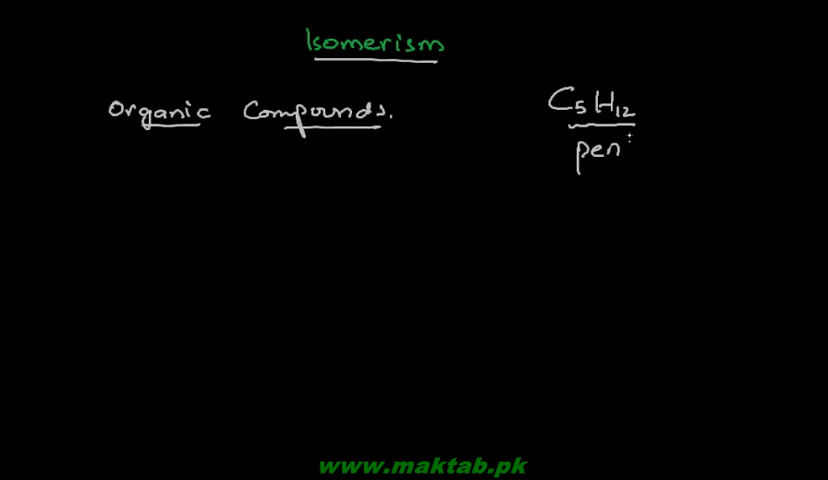 Isomerism
Organic Compounds.
C₅H₁₂
pen
www.maktab.pk